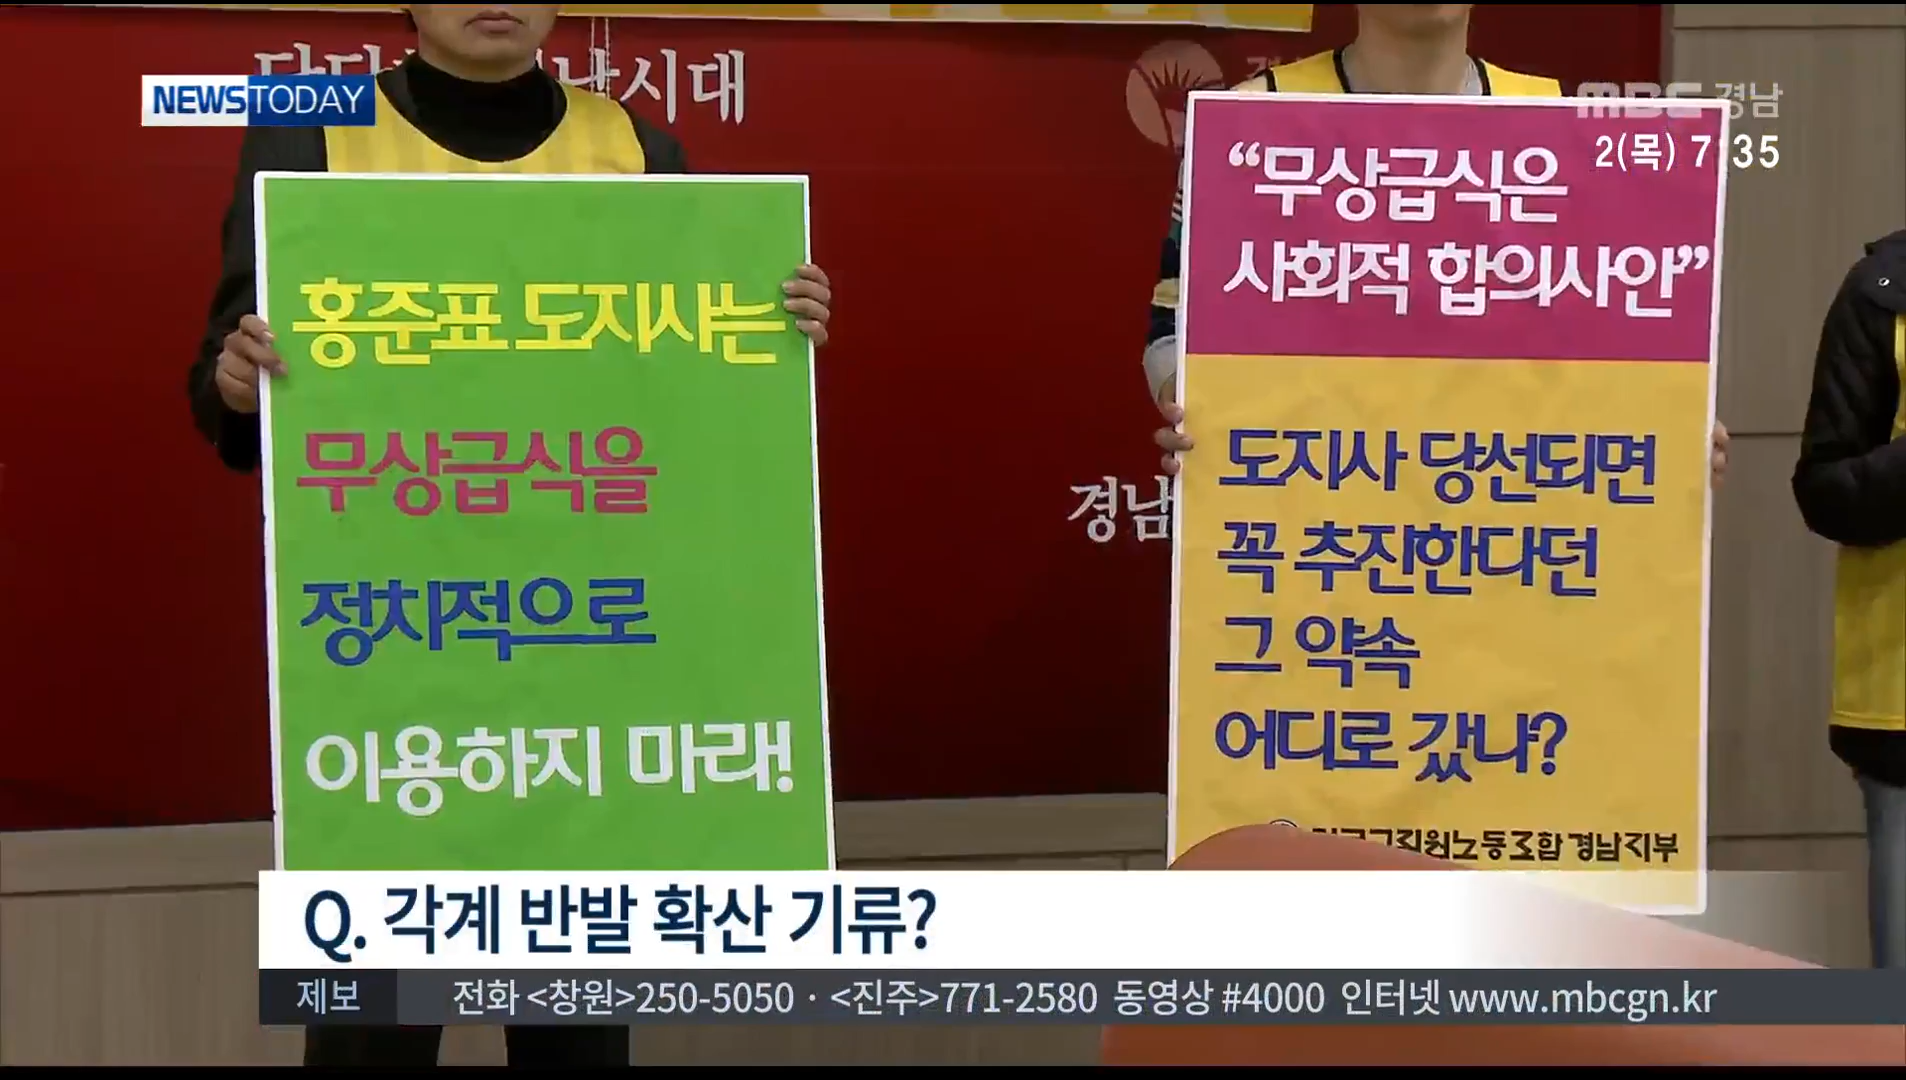 시대
NEWSTODAY
MBC 경남
2(목) 7:35
홍준표 도지사는
무상급식을
정치적으로
이용하지 마라!
"무상급식은
사회적 합의사안"
도지사 당선되면
꼭 추진한다던
그 약속
어디로 갔나?
경남지부
경남
Q. 각계 반발 확산 기류?
제보 전화 <창원>250-5050 · <진주>771-2580 동영상 #4000 인터넷 www.mbcgn.kr